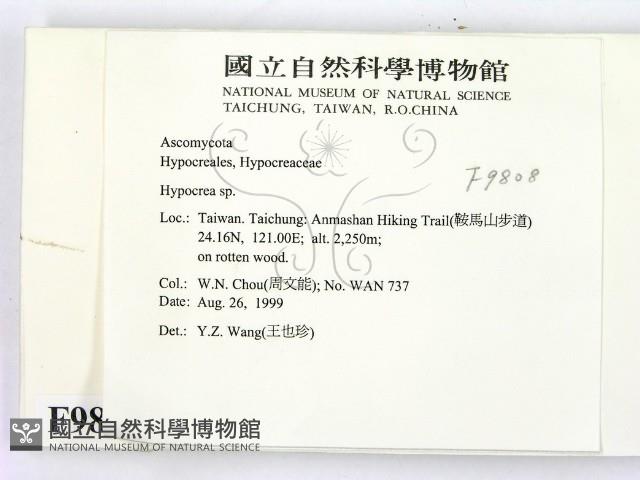 國立自然科學博物館
NATIONAL MUSEUM OF NATURAL SCIENCE
TAICHUNG, TAIWAN, R.O.CHINA
Ascomycota
Hypocreales, Hypocreaceae
F9808
Hypocrea sp.
Loc.: Taiwan. Taichung: Anmashan Hiking Trail(鞍馬山步道)
24.16N, 121.00E; alt. 2,250m;
on rotten wood.
Col.: W.N. Chou(周文能); No. WAN 737
Date: Aug. 26, 1999
Det.: Y.Z. Wang(王也珍)
F98
國立自然科學博物館
NATIONAL MUSEUM OF NATURAL SCIENCE